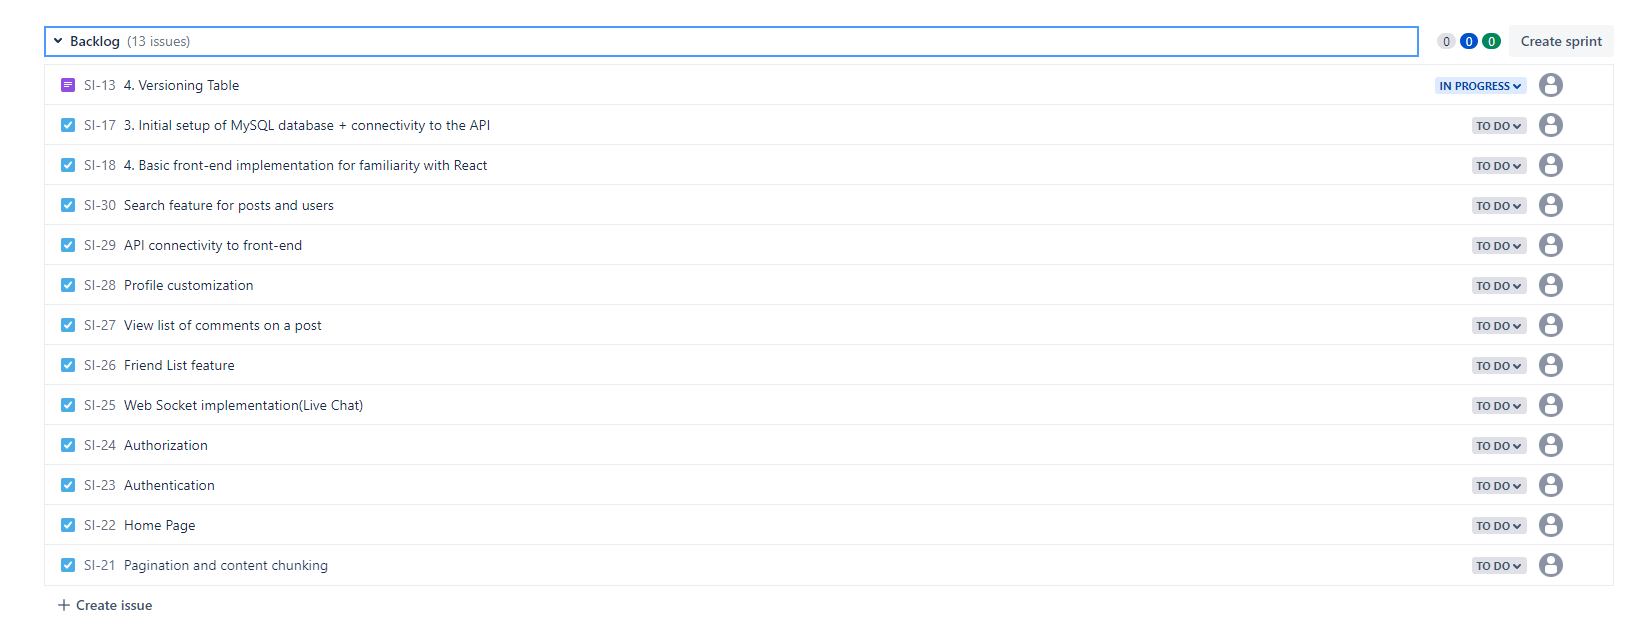 Backlog (13 issues) 0 0 0 Create sprint
SI-13 4. Versioning Table IN PROGRESS
SI-17 3. Initial setup of MySQL database + connectivity to the API TO DO
SI-18 4. Basic front-end implementation for familiarity with React TO DO
SI-30 Search feature for posts and users TO DO
SI-29 API connectivity to front-end TO DO
SI-28 Profile customization TO DO
SI-27 View list of comments on a post TO DO
SI-26 Friend List feature TO DO
SI-25 Web Socket implementation(Live Chat) TO DO
SI-24 Authorization TO DO
SI-23 Authentication TO DO
SI-22 Home Page TO DO
SI-21 Pagination and content chunking TO DO
+ Create issue